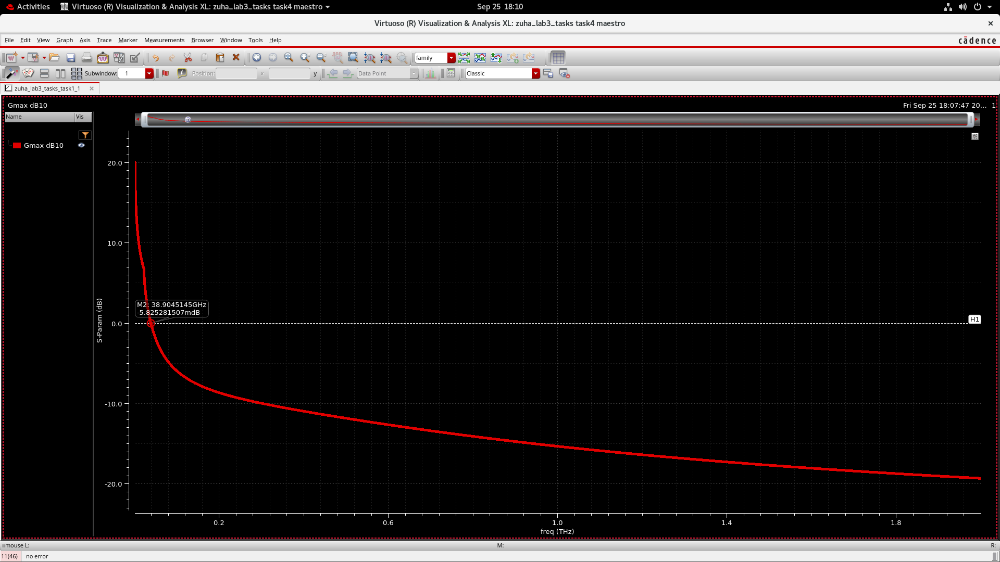 Activities
Virtuoso (R) Visualization & Analysis XL: zuha_lab3_tasks task4 maestro
Sep 25 18:10
Virtuoso (R) Visualization & Analysis XL: zuha_lab3_tasks task4 maestro
File Edit View Graph Axis Trace Marker Measurements Browser Window Tools Help
cādence
family
Subwindow: 1
Position:
x
y
Data Point
Classic
zuha_lab3_tasks_task1_1
Gmax dB10
Fri Sep 25 18:07:47 20... 1
Name Vis
m
Gmax dB10
20.0
10.0
M2: 38.9045145GHz
-5.825281507mdB
H1
0.0
S-Param (dB)
-10.0
-20.0
0.2 0.6 1.0 1.4 1.8
freq (THz)
mouse L: M: R:
11(46) no error